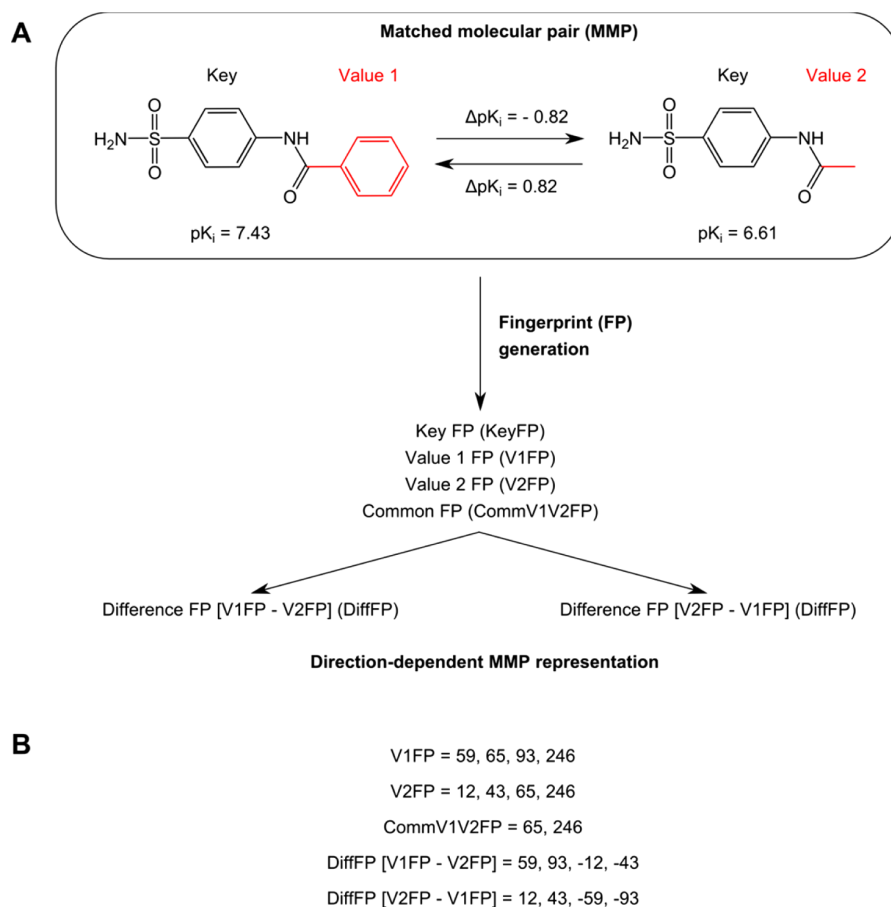 A
Matched molecular pair (MMP)
Key Value 1 Key Value 2
ΔpKi = - 0.82
ΔpKi = 0.82
H2N S O O NH O
H2N S O O NH O
pKi = 7.43 pKi = 6.61
Fingerprint (FP)
generation
Key FP (KeyFP)
Value 1 FP (V1FP)
Value 2 FP (V2FP)
Common FP (CommV1V2FP)
Difference FP [V1FP - V2FP] (DiffFP) Difference FP [V2FP - V1FP] (DiffFP)
Direction-dependent MMP representation
B
V1FP = 59, 65, 93, 246
V2FP = 12, 43, 65, 246
CommV1V2FP = 65, 246
DiffFP [V1FP - V2FP] = 59, 93, -12, -43
DiffFP [V2FP - V1FP] = 12, 43, -59, -93